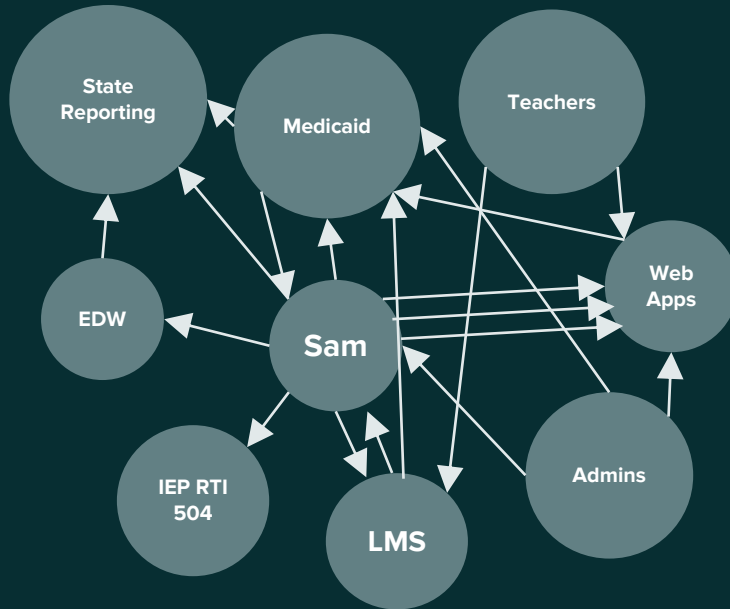 State
Reporting
Medicaid
Teachers
Web
Apps
EDW
Sam
IEP RTI
504
Admins
LMS